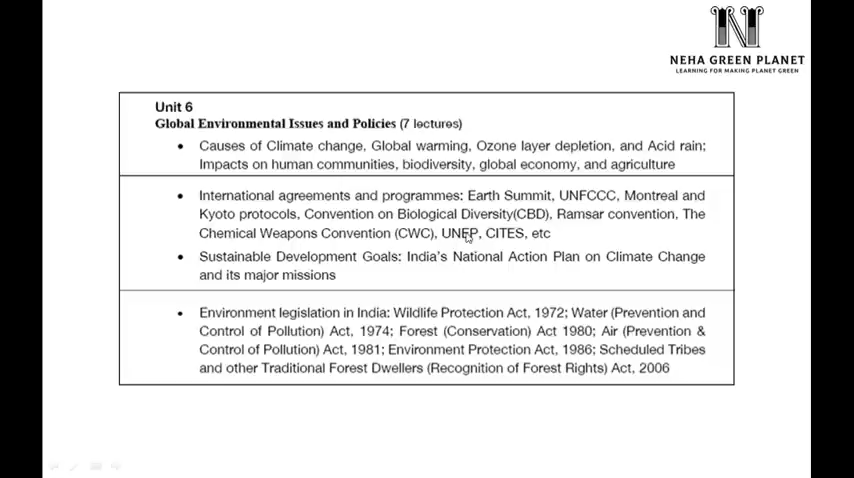 NEHA GREEN PLANET
LEARNING FOR MAKING PLANET GREEN
Unit 6
Global Environmental Issues and Policies (7 lectures)
• Causes of Climate change, Global warming, Ozone layer depletion, and Acid rain;
Impacts on human communities, biodiversity, global economy, and agriculture
• International agreements and programmes: Earth Summit, UNFCCC, Montreal and
Kyoto protocols, Convention on Biological Diversity(CBD), Ramsar convention, The
Chemical Weapons Convention (CWC), UNEP, CITES, etc
• Sustainable Development Goals: India's National Action Plan on Climate Change
and its major missions
• Environment legislation in India: Wildlife Protection Act, 1972; Water (Prevention and
Control of Pollution) Act, 1974; Forest (Conservation) Act 1980; Air (Prevention &
Control of Pollution) Act, 1981; Environment Protection Act, 1986; Scheduled Tribes
and other Traditional Forest Dwellers (Recognition of Forest Rights) Act, 2006